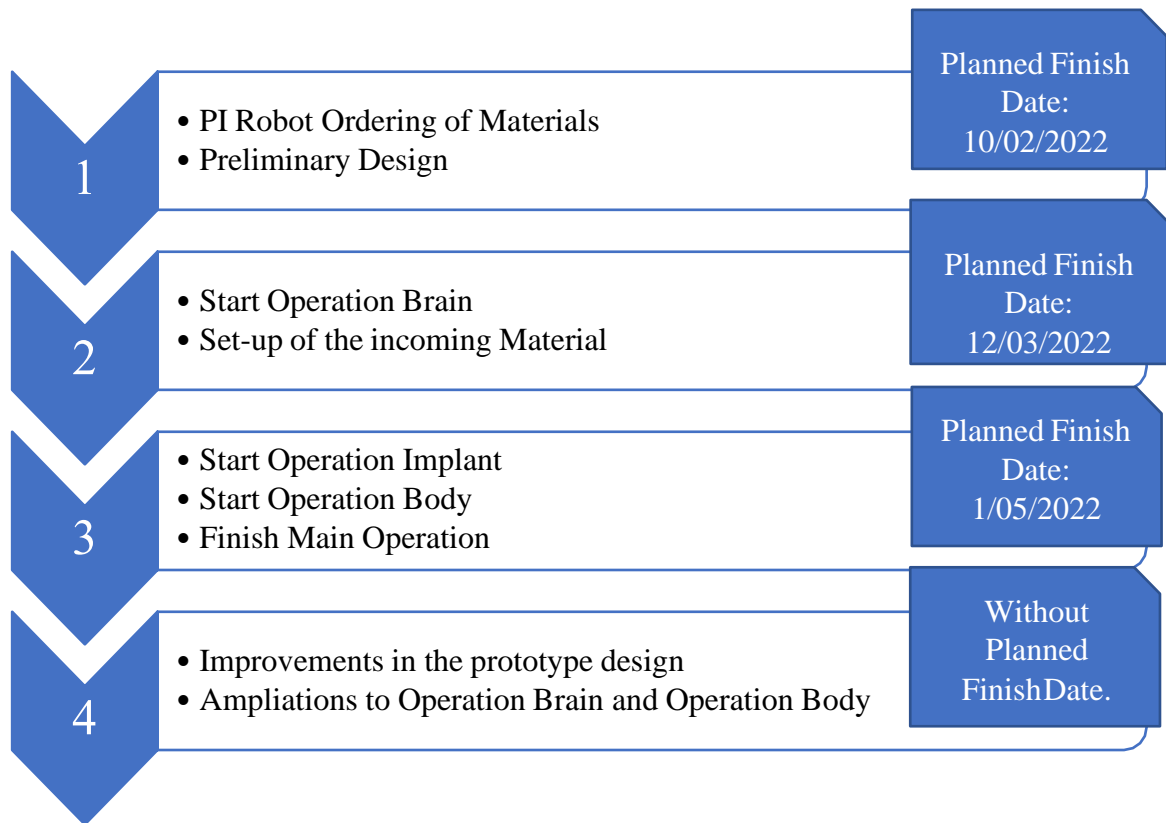 1
• PI Robot Ordering of Materials
• Preliminary Design
Planned Finish
Date:
10/02/2022
2
• Start Operation Brain
• Set-up of the incoming Material
Planned Finish
Date:
12/03/2022
3
• Start Operation Implant
• Start Operation Body
• Finish Main Operation
Planned Finish
Date:
1/05/2022
4
• Improvements in the prototype design
• Ampliations to Operation Brain and Operation Body
Without
Planned
Finish Date.